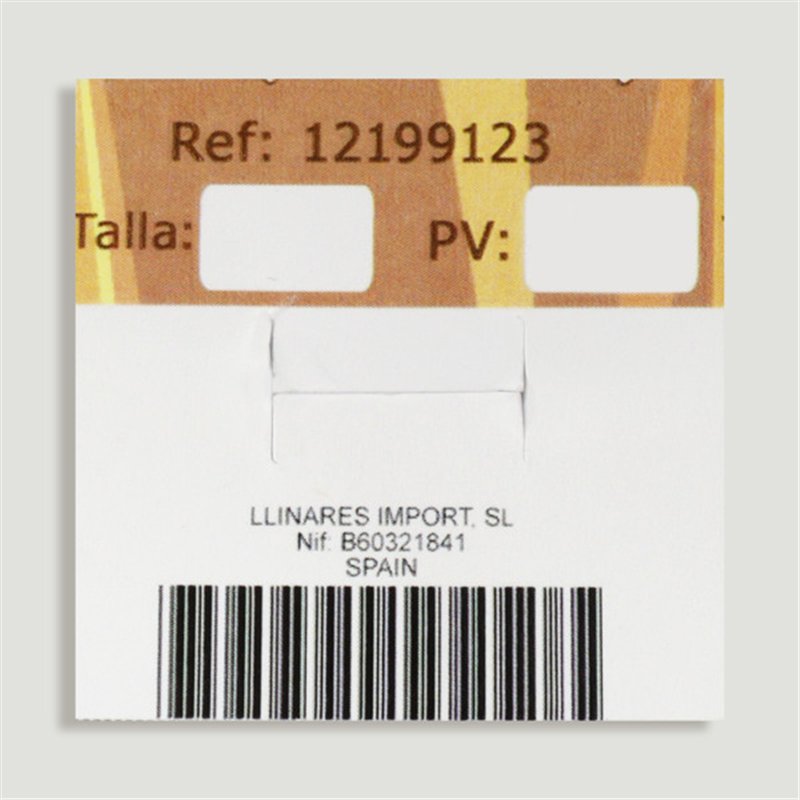 Ref: 12199123
Talla:
PV:
LLINARES IMPORT, SL
Nif: B60321841
SPAIN